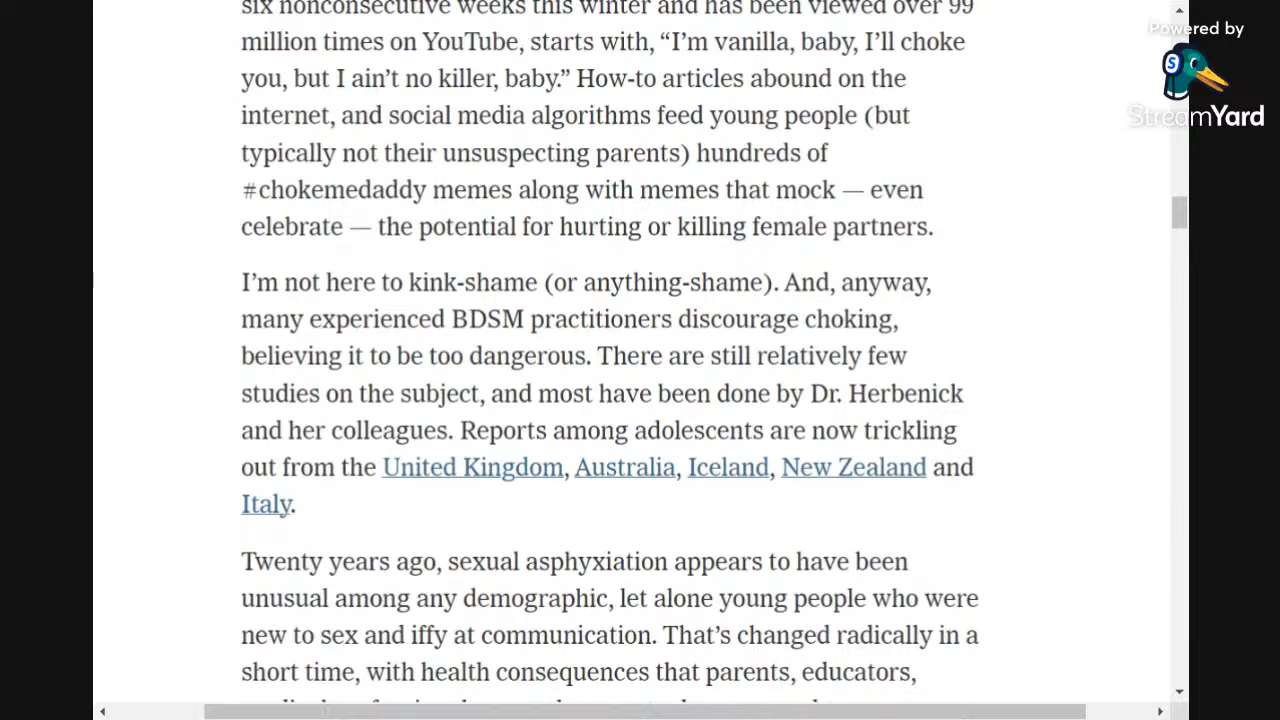 six nonconsecutive weeks this winter and has been viewed over 99
million times on YouTube, starts with, “I’m vanilla, baby, I’ll choke
you, but I ain’t no killer, baby.” How-to articles abound on the
internet, and social media algorithms feed young people (but
typically not their unsuspecting parents) hundreds of
#chokemedaddy memes along with memes that mock — even
celebrate — the potential for hurting or killing female partners.
I’m not here to kink-shame (or anything-shame). And, anyway,
many experienced BDSM practitioners discourage choking,
believing it to be too dangerous. There are still relatively few
studies on the subject, and most have been done by Dr. Herbenick
and her colleagues. Reports among adolescents are now trickling
out from the United Kingdom, Australia, Iceland, New Zealand and
Italy.
Twenty years ago, sexual asphyxiation appears to have been
unusual among any demographic, let alone young people who were
new to sex and iffy at communication. That’s changed radically in a
short time, with health consequences that parents, educators,
Powered by
S
StreamYard